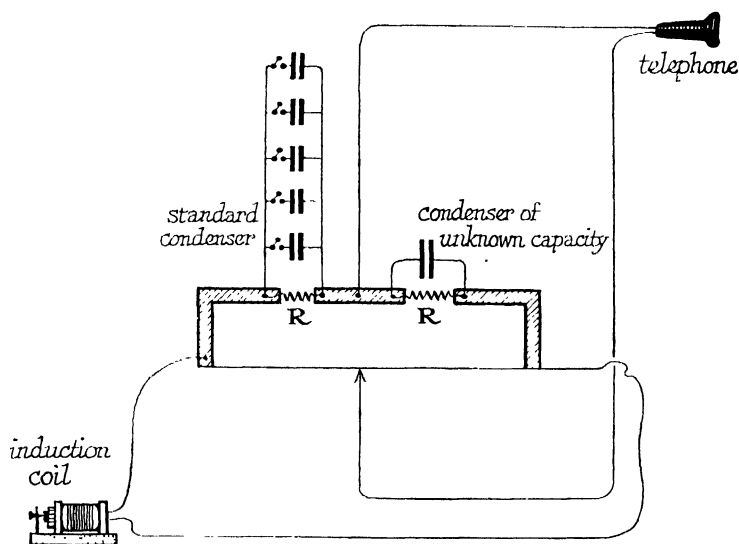 telephone
standard
condenser
condenser of
unknown capacity
R
R
induction
coil